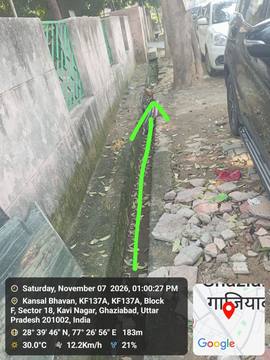 Saturday, November 07 2026, 01:00:27 PM
Kansal Bhavan, KF137A, KF137A, Block
F, Sector 18, Kavi Nagar, Ghaziabad, Uttar
Pradesh 201002, India
28° 39' 46" N, 77° 26' 56" E 183m
30.0°C 12.2Km/h 21%
Google